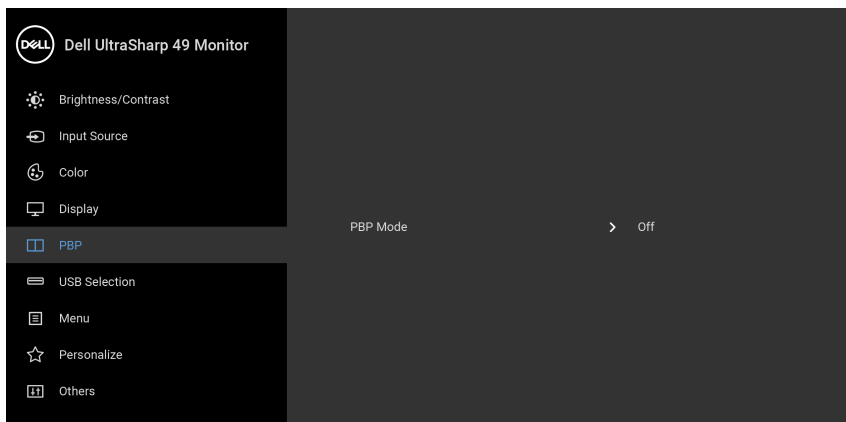 DELL
Dell UltraSharp 49 Monitor
Brightness/Contrast
Input Source
Color
Display
PBP
USB Selection
Menu
Personalize
Others
PBP Mode
Off